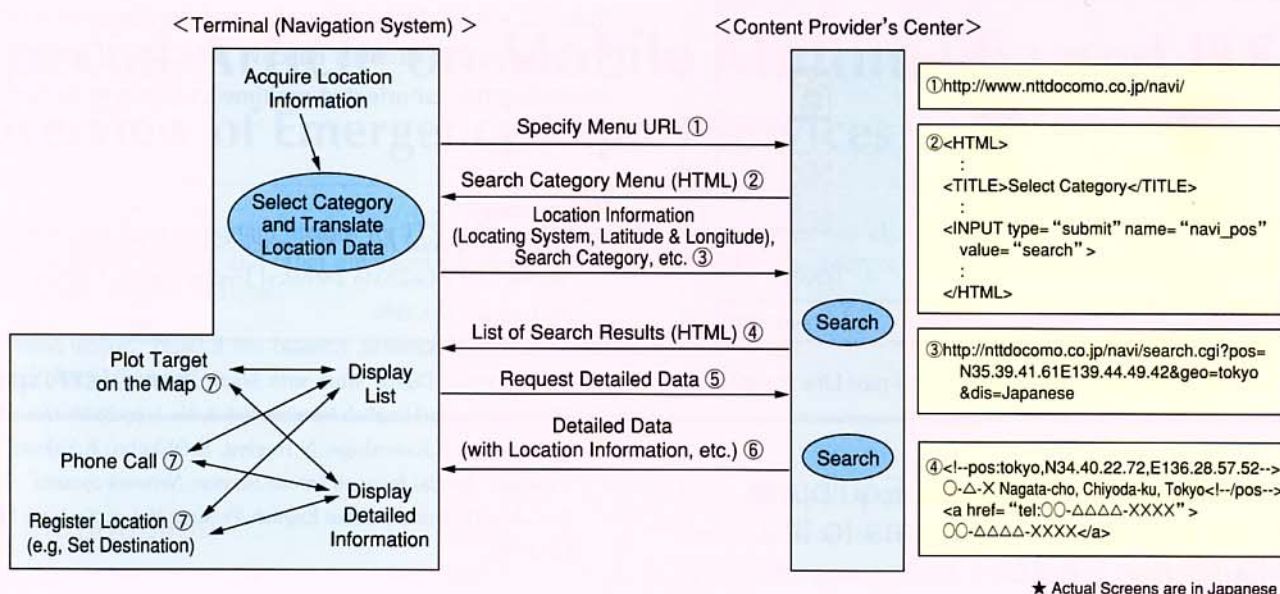 <Terminal (Navigation System) >
<Content Provider's Center>
Acquire Location
Information
Select Category
and Translate
Location Data
Specify Menu URL ①
Search Category Menu (HTML) ②
Location Information
(Locating System, Latitude & Longitude),
Search Category, etc. ③
Search
List of Search Results (HTML) ④
Request Detailed Data ⑤
Detailed Data
(with Location Information, etc.) ⑥
Search
Plot Target
on the Map ⑦
Display
List
Phone Call ⑦
Register Location ⑦
(e.g, Set Destination)
Display
Detailed
Information
①http://www.nttdocomo.co.jp/navi/
②<HTML>
:
<TITLE>Select Category</TITLE>
:
<INPUT type= “submit” name= “navi_pos”
value= “search” >
:
</HTML>
③http://nttdocomo.co.jp/navi/search.cgi?pos=
N35.39.41.61E139.44.49.42&geo=tokyo
&dis=Japanese
④<!--pos:tokyo,N34.40.22.72,E136.28.57.52-->
○-△-X Nagata-cho, Chiyoda-ku, Tokyo<!--/pos-->
<a href= “tel:○○-△△△△-XXXX” >
○○-△△△△-XXXX</a>
★ Actual Screens are in Japanese